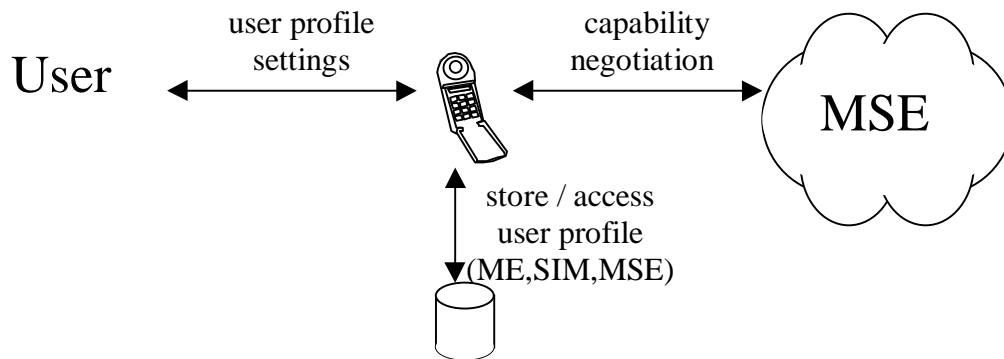 User
user profile
settings
capability
negotiation
MSE
store / access
user profile
(ME,SIM,MSE)